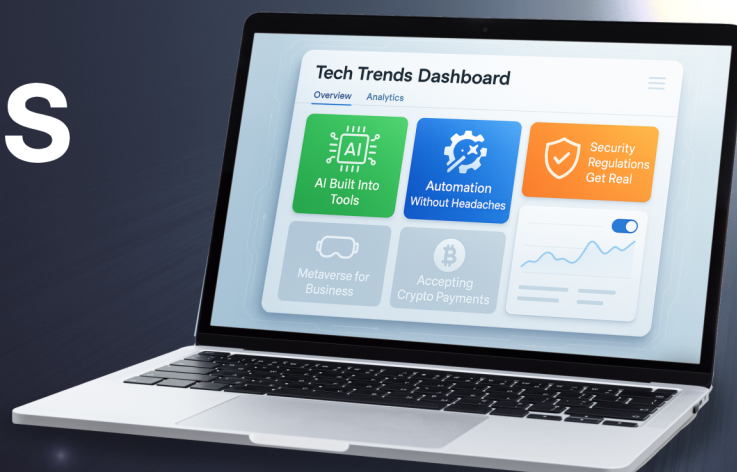 s
Tech Trends Dashboard
Overview Analytics
AI
AI Built Into
Tools
Automation
Without Headaches
Security
Regulations
Get Real
Metaverse for
Business
Accepting
Crypto Payments